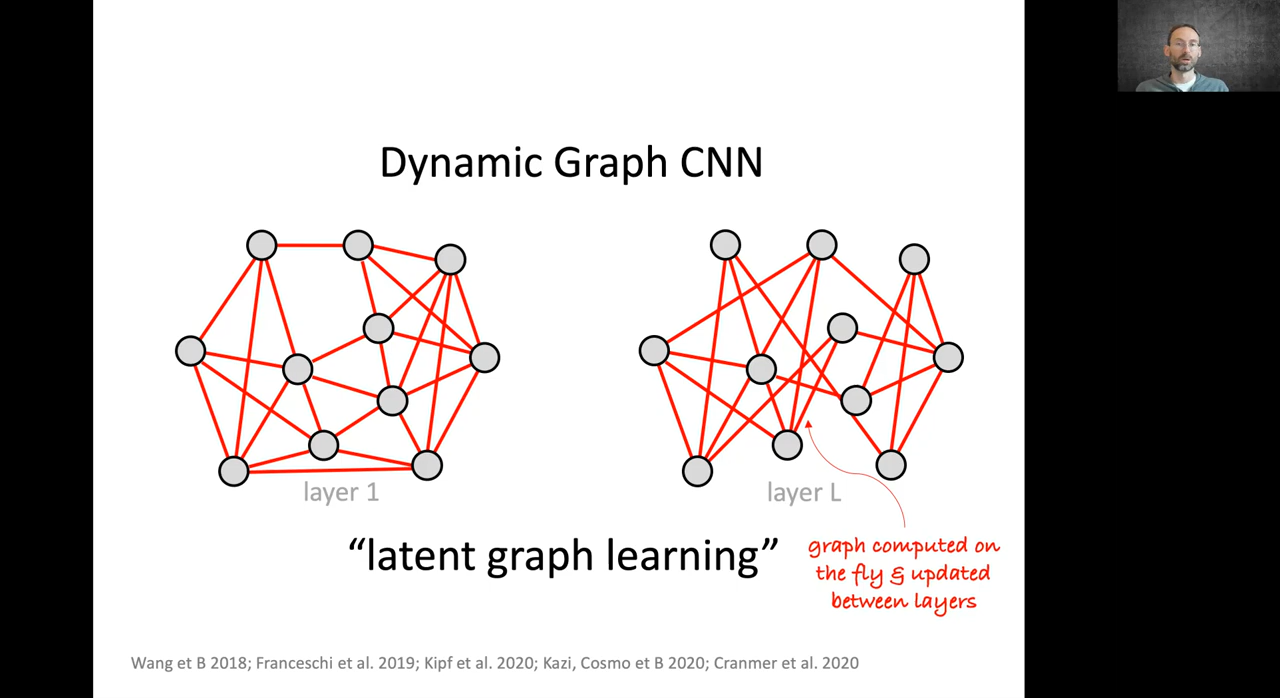 Dynamic Graph CNN
layer 1
layer L
“latent graph learning”
graph computed on
the fly & updated
between layers
Wang et B 2018; Franceschi et al. 2019; Kipf et al. 2020; Kazi, Cosmo et B 2020; Cranmer et al. 2020